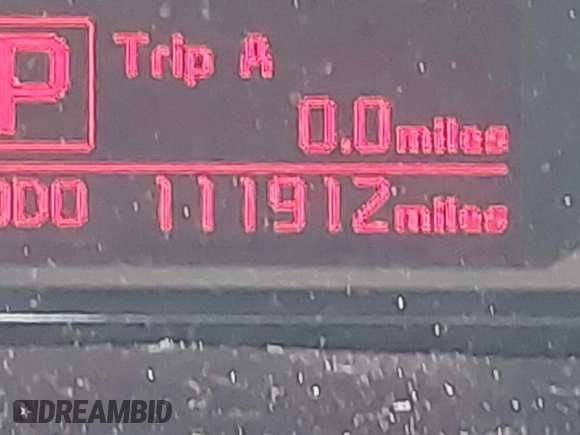 P
Trip A
0.0 miles
ODO 111912 miles
DREAMBID